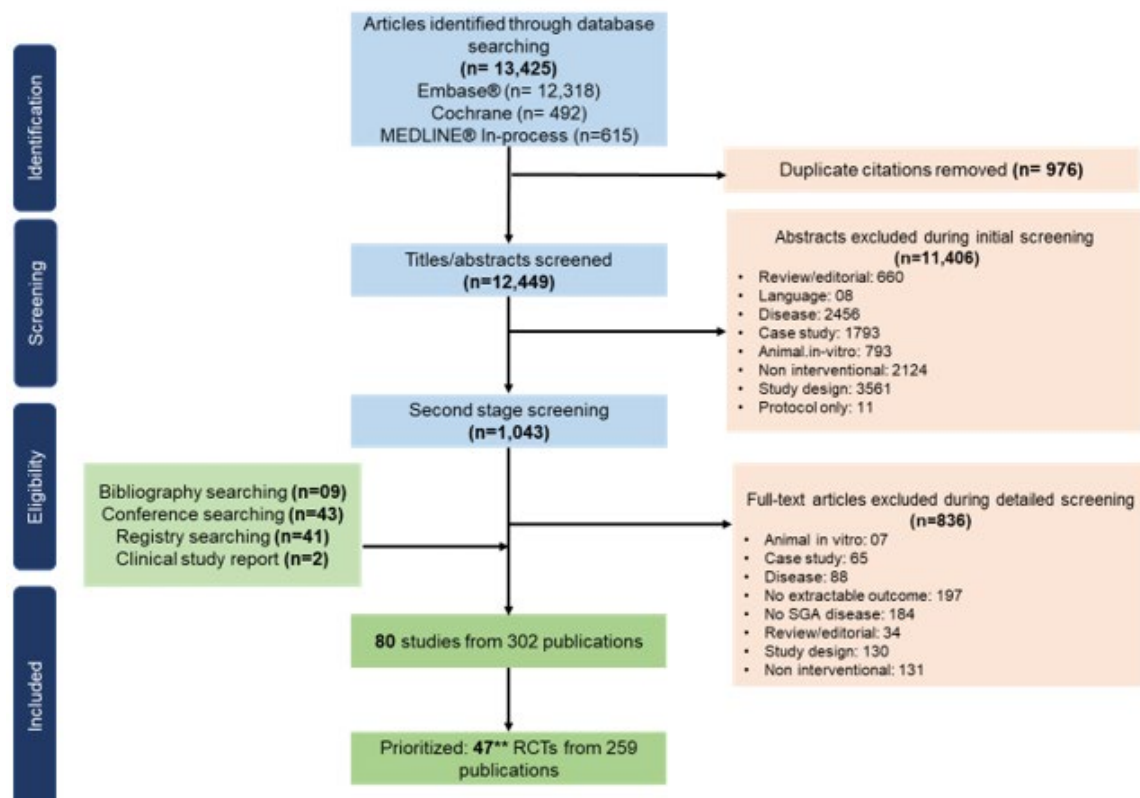 Identification
Articles identified through database
searching
(n= 13,425)
Embase® (n= 12,318)
Cochrane (n= 492)
MEDLINE® In-process (n=615)
Duplicate citations removed (n= 976)
Screening
Titles/abstracts screened
(n=12,449)
Abstracts excluded during initial screening
(n=11,406)
• Review/editorial: 660
• Language: 08
• Disease: 2456
• Case study: 1793
• Animal.in-vitro: 793
• Non interventional: 2124
• Study design: 3561
• Protocol only: 11
Eligibility
Second stage screening
(n=1,043)
Bibliography searching (n=09)
Conference searching (n=43)
Registry searching (n=41)
Clinical study report (n=2)
Full-text articles excluded during detailed screening
(n=836)
• Animal in vitro: 07
• Case study: 65
• Disease: 88
• No extractable outcome: 197
• No SGA disease: 184
• Review/editorial: 34
• Study design: 130
• Non interventional: 131
Included
80 studies from 302 publications
Prioritized: 47** RCTs from 259
publications